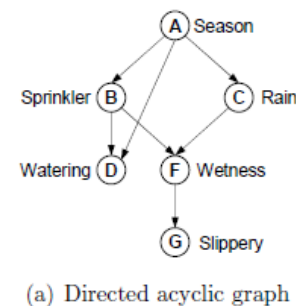 A Season
Sprinkler B C Rain
Watering D F Wetness
G Slippery
(a) Directed acyclic graph